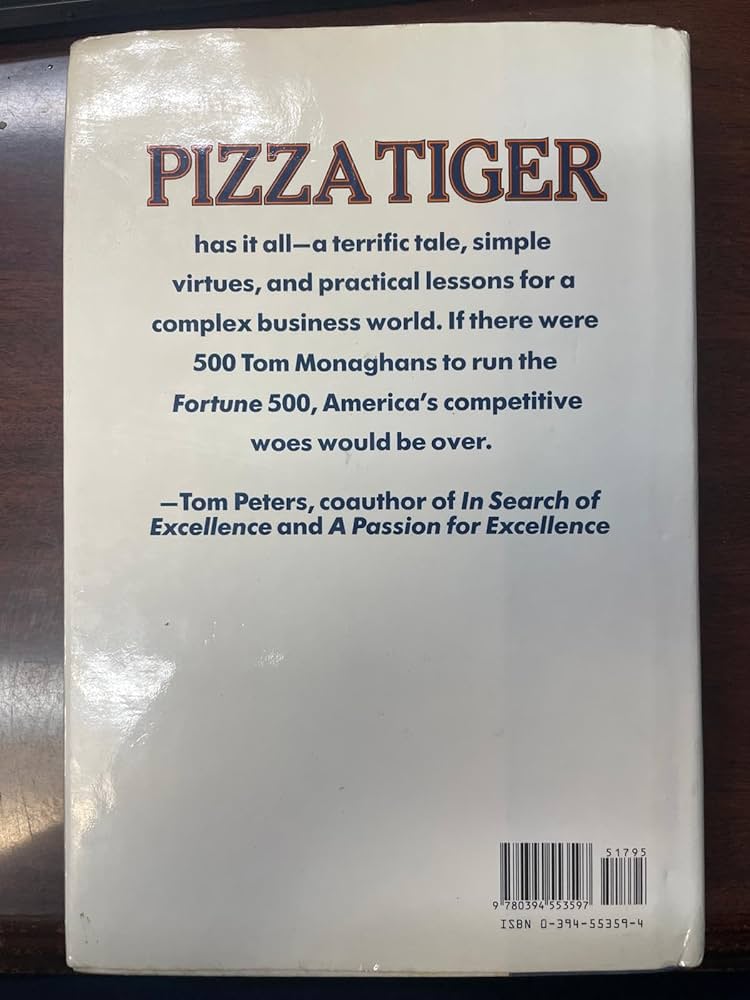 PIZZA TIGER
has it all—a terrific tale, simple
virtues, and practical lessons for a
complex business world. If there were
500 Tom Monaghans to run the
Fortune 500, America's competitive
woes would be over.
—Tom Peters, coauthor of In Search of
Excellence and A Passion for Excellence
51795
9 780394 553597
ISBN 0-394-55359-4